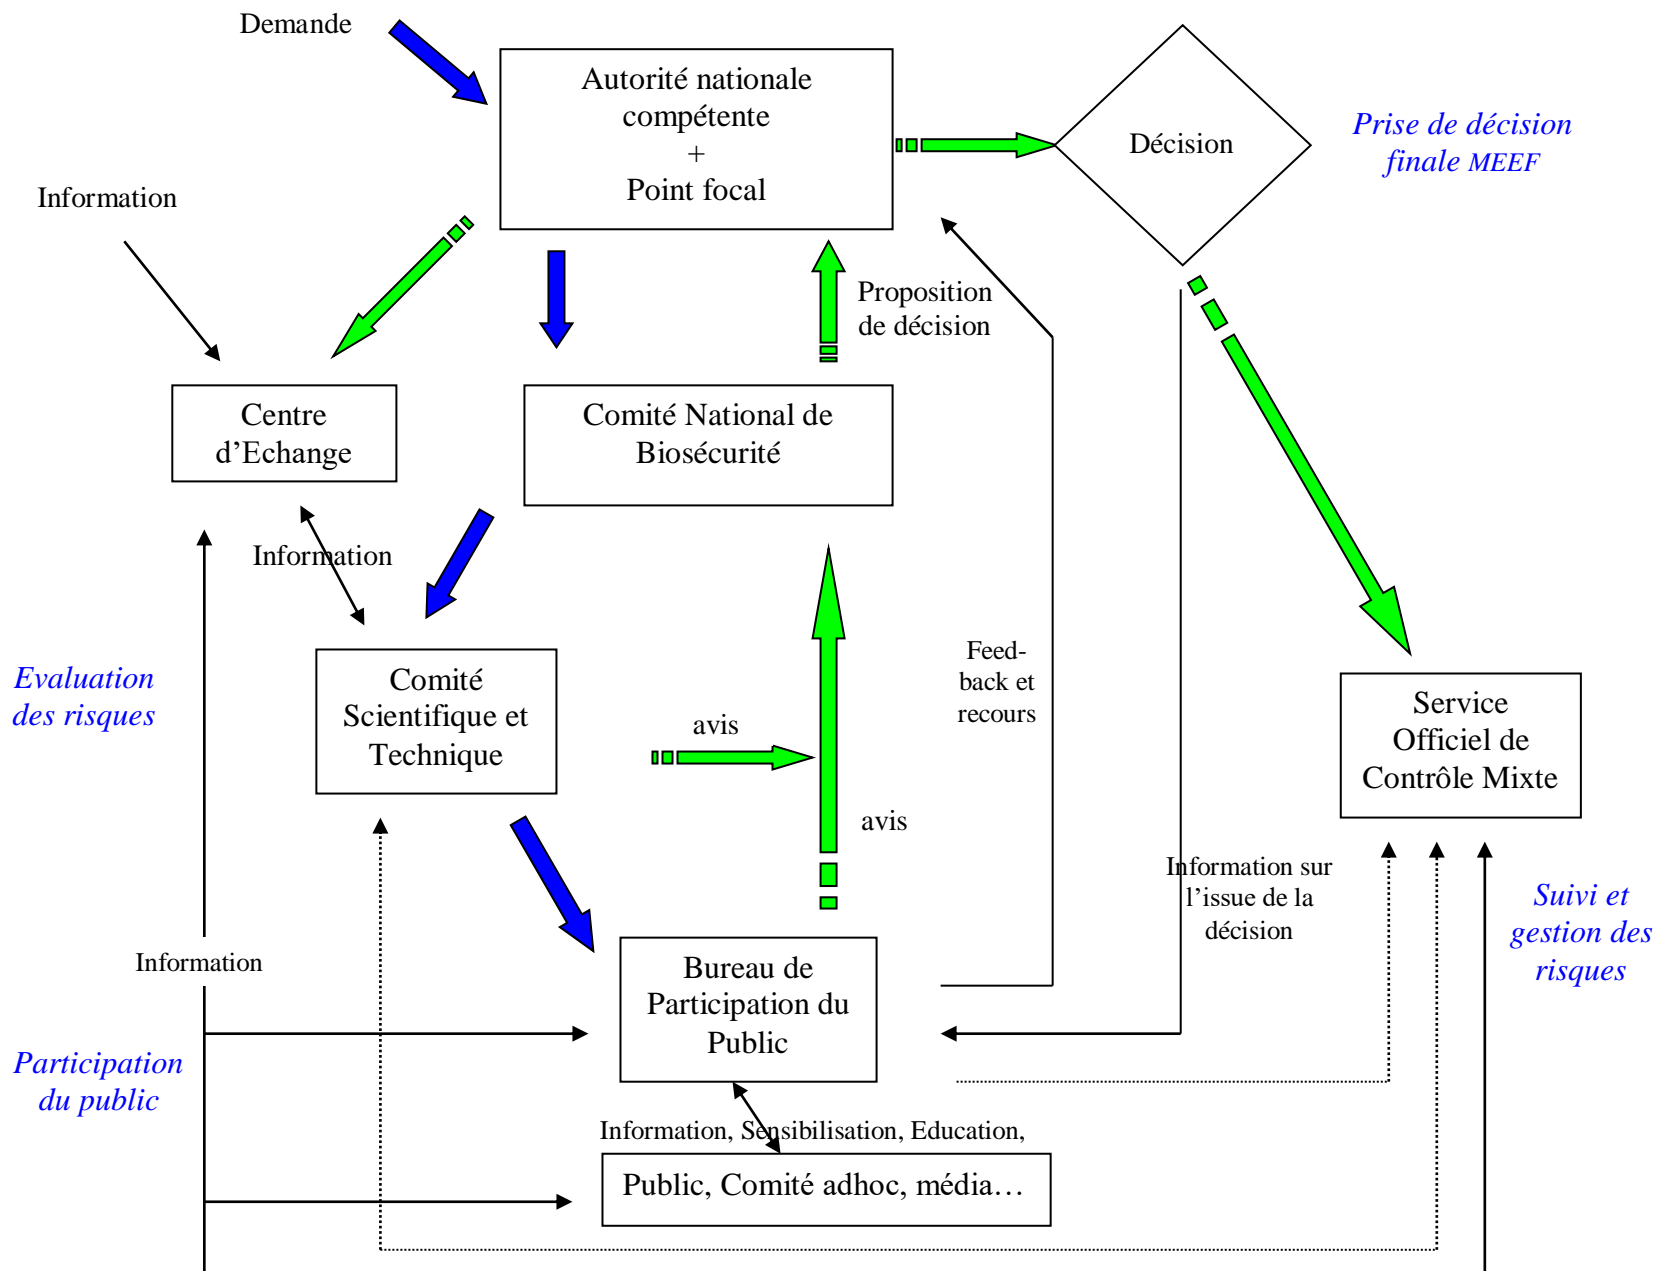 Demande
Autorité nationale
compétente
+
Point focal
Décision
Prise de décision
finale MEEF
Information
Proposition
de décision
Centre
d’Echange
Comité National de
Biosécurité
Information
Evaluation
des risques
Comité
Scientifique et
Technique
avis
avis
Feed-
back et
recours
Service
Officiel de
Contrôle Mixte
Information sur
l’issue de la
décision
Suivi et
gestion des
risques
Information
Bureau de
Participation du
Public
Participation
du public
Information, Sensibilisation, Education,
Public, Comité adhoc, média…